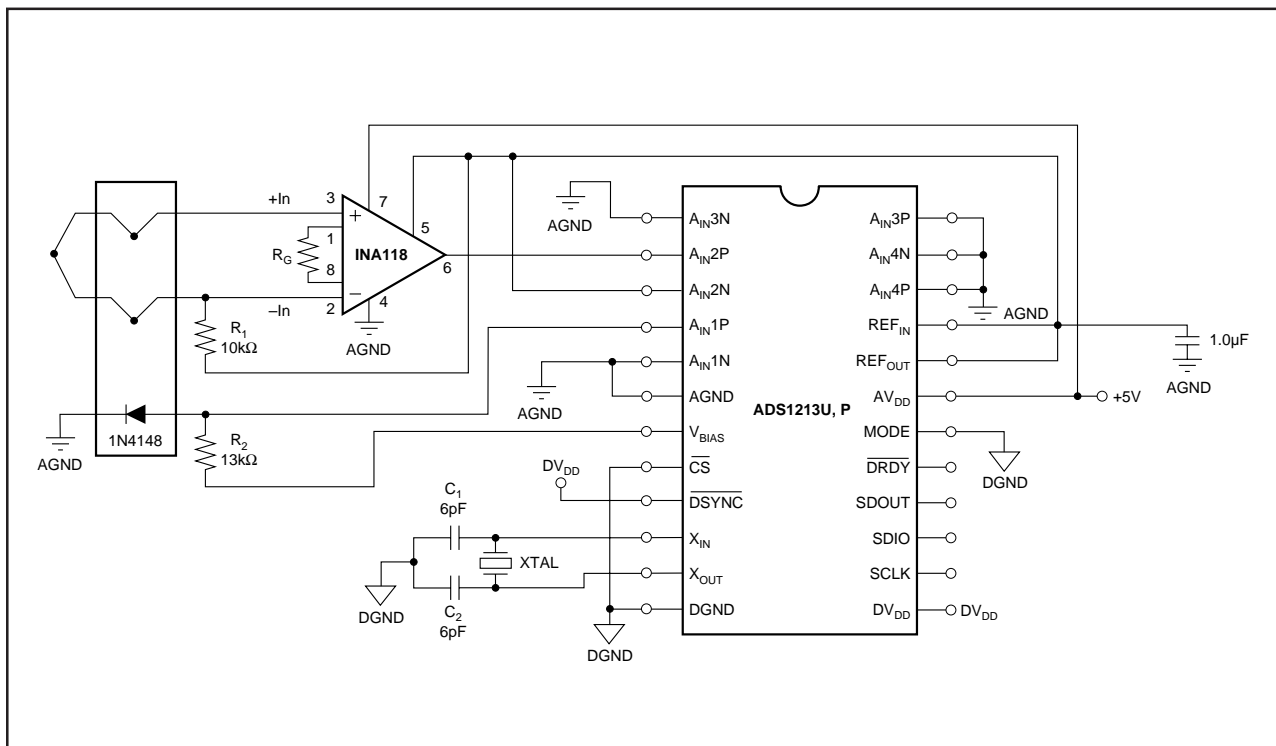 +In
3
7
+
1
5
R_G
8
INA118
6
−
2
4
–In
AGND
R₁
10kΩ
AGND
1N4148
R₂
13kΩ
AGND
A_IN3N
A_IN2P
A_IN2N
A_IN1P
A_IN1N
AGND
AGND
V_BIAS
DV_DD
C̅S̅
D̅S̅Y̅N̅C̅
C₁
6pF
X_IN
XTAL
X_OUT
DGND
C₂
6pF
DGND
DGND
ADS1213U, P
A_IN3P
A_IN4N
A_IN4P
AGND
REF_IN
REF_OUT
1.0µF
AGND
AV_DD
+5V
MODE
DGND
D̅R̅D̅Y̅
SDOUT
SDIO
SCLK
DV_DD
DV_DD